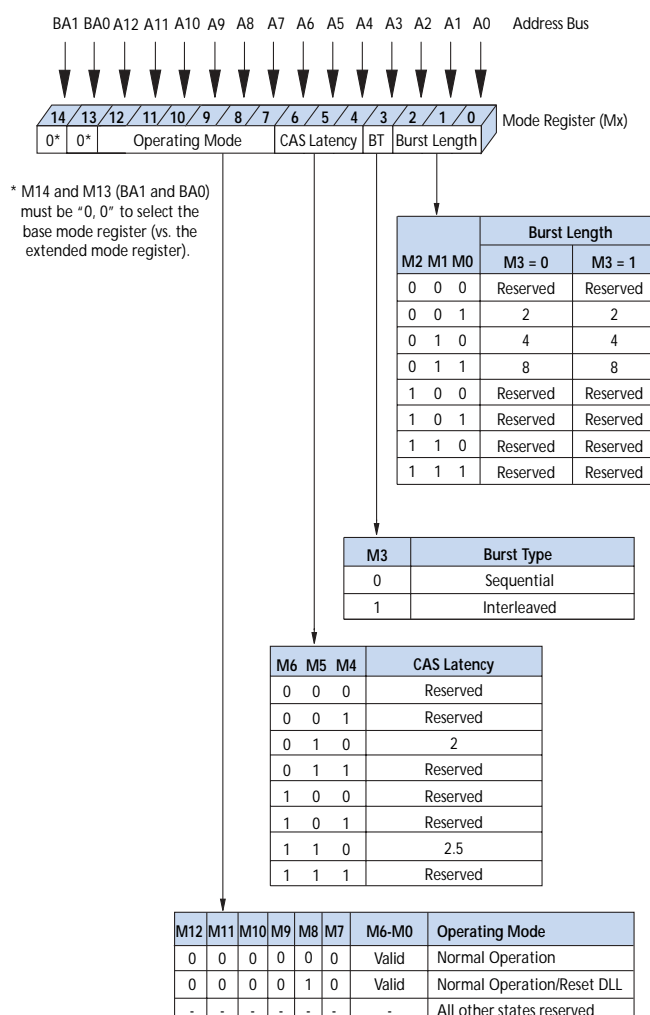 BA1 BA0 A12 A11 A10 A9 A8 A7 A6 A5 A4 A3 A2 A1 A0 Address Bus
14 13 12 11 10 9 8 7 6 5 4 3 2 1 0 Mode Register (Mx)
0* 0* Operating Mode CAS Latency BT Burst Length
* M14 and M13 (BA1 and BA0)
must be "0, 0" to select the
base mode register (vs. the
extended mode register).
Burst Length
M2 M1 M0 M3 = 0 M3 = 1
0 0 0 Reserved Reserved
0 0 1 2 2
0 1 0 4 4
0 1 1 8 8
1 0 0 Reserved Reserved
1 0 1 Reserved Reserved
1 1 0 Reserved Reserved
1 1 1 Reserved Reserved
M3 Burst Type
0 Sequential
1 Interleaved
M6 M5 M4 CAS Latency
0 0 0 Reserved
0 0 1 Reserved
0 1 0 2
0 1 1 Reserved
1 0 0 Reserved
1 0 1 Reserved
1 1 0 2.5
1 1 1 Reserved
M12 M11 M10 M9 M8 M7 M6-M0 Operating Mode
0 0 0 0 0 0 Valid Normal Operation
0 0 0 0 1 0 Valid Normal Operation/Reset DLL
- - - - - - - All other states reserved